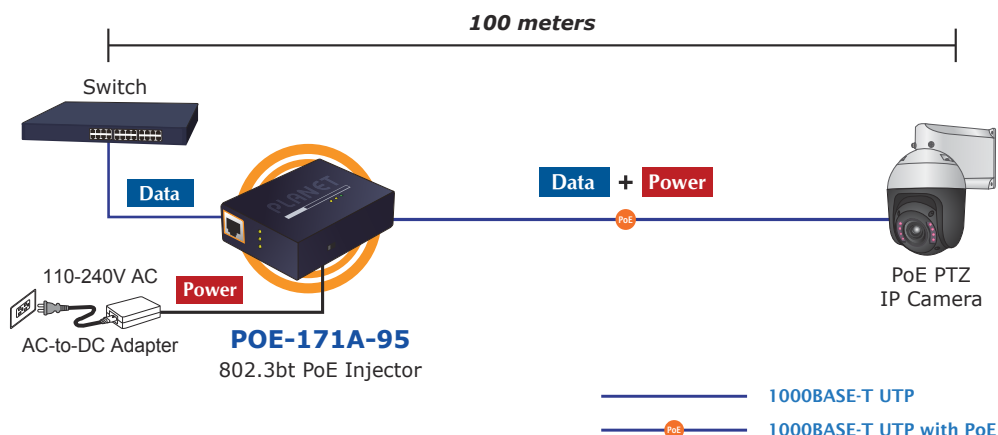 100 meters
Switch
Data
PLANET
Data + Power
PoE
110-240V AC
Power
AC-to-DC Adapter
POE-171A-95
802.3bt PoE Injector
PoE PTZ
IP Camera
1000BASE-T UTP
PoE
1000BASE-T UTP with PoE